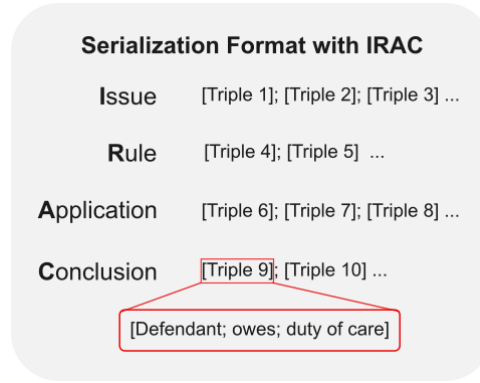 Serialization Format with IRAC
Issue [Triple 1]; [Triple 2]; [Triple 3] ...
Rule [Triple 4]; [Triple 5] ...
Application [Triple 6]; [Triple 7]; [Triple 8] ...
Conclusion [Triple 9]; [Triple 10] ...
[Defendant; owes; duty of care]